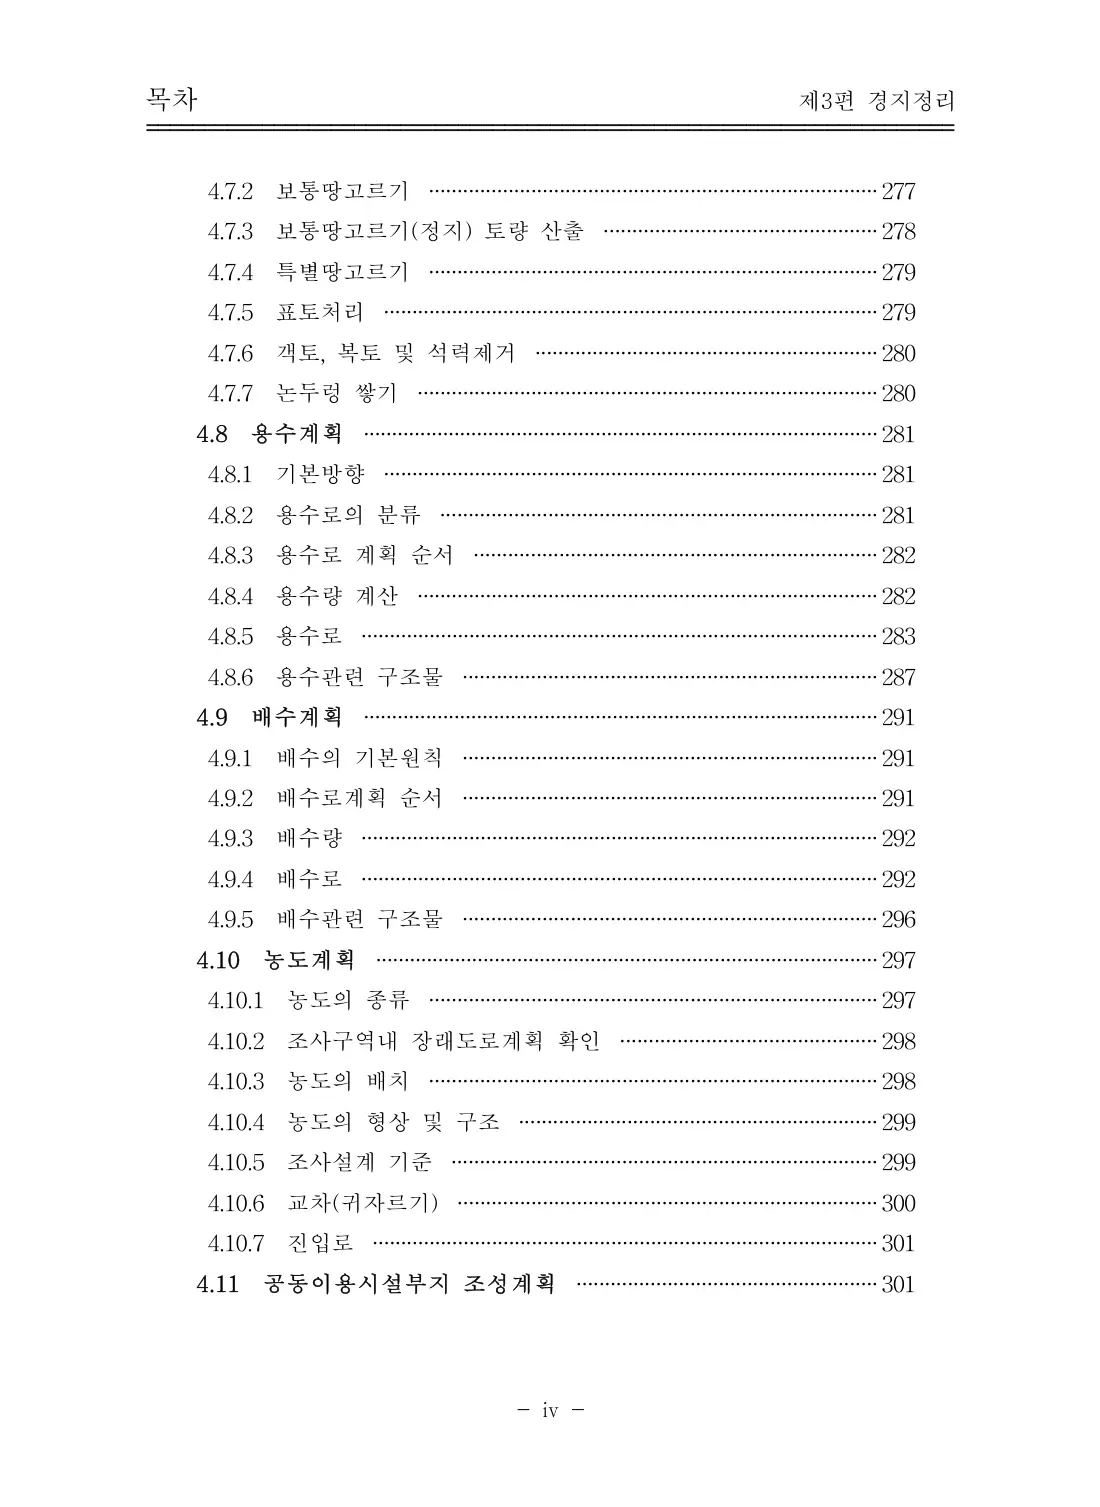 목차 제3편 경지정리
4.7.2 보통땅고르기 ······ 277
4.7.3 보통땅고르기(정지) 토량 산출 ······ 278
4.7.4 특별땅고르기 ······ 279
4.7.5 표토처리 ······ 279
4.7.6 객토, 복토 및 석력제거 ······ 280
4.7.7 논두렁 쌓기 ······ 280
4.8 용수계획 ······ 281
4.8.1 기본방향 ······ 281
4.8.2 용수로의 분류 ······ 281
4.8.3 용수로 계획 순서 ······ 282
4.8.4 용수량 계산 ······ 282
4.8.5 용수로 ······ 283
4.8.6 용수관련 구조물 ······ 287
4.9 배수계획 ······ 291
4.9.1 배수의 기본원칙 ······ 291
4.9.2 배수로계획 순서 ······ 291
4.9.3 배수량 ······ 292
4.9.4 배수로 ······ 292
4.9.5 배수관련 구조물 ······ 296
4.10 농도계획 ······ 297
4.10.1 농도의 종류 ······ 297
4.10.2 조사구역내 장래도로계획 확인 ······ 298
4.10.3 농도의 배치 ······ 298
4.10.4 농도의 형상 및 구조 ······ 299
4.10.5 조사설계 기준 ······ 299
4.10.6 교차(귀자르기) ······ 300
4.10.7 진입로 ······ 301
4.11 공동이용시설부지 조성계획 ······ 301
- iv -